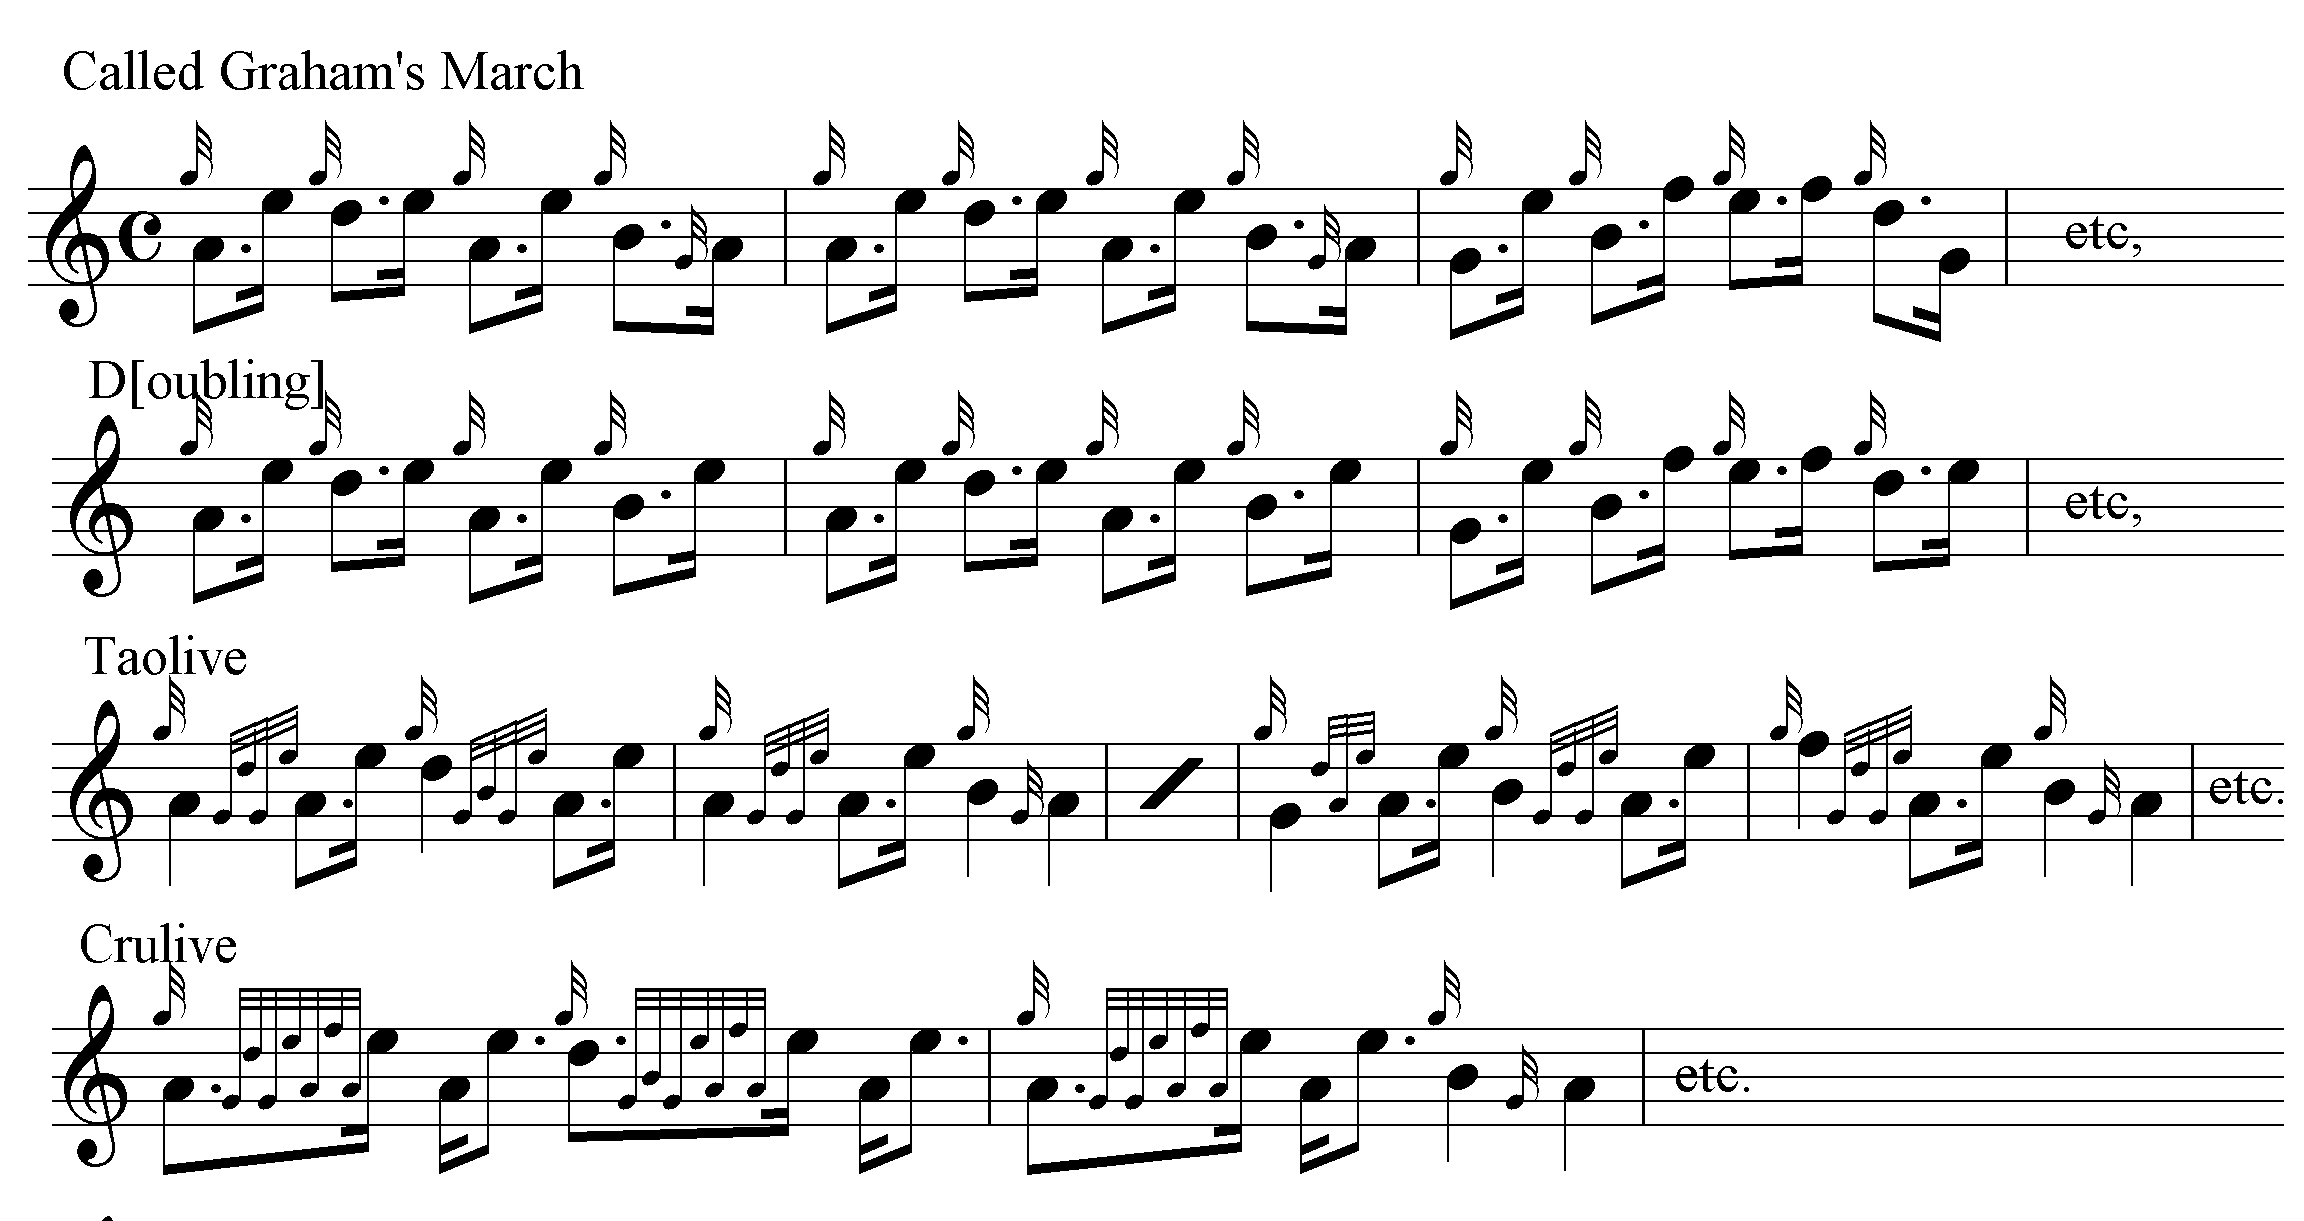 Called Graham's March
etc,
D[oubling]
etc,
Taolive
etc.
Crulive
etc.